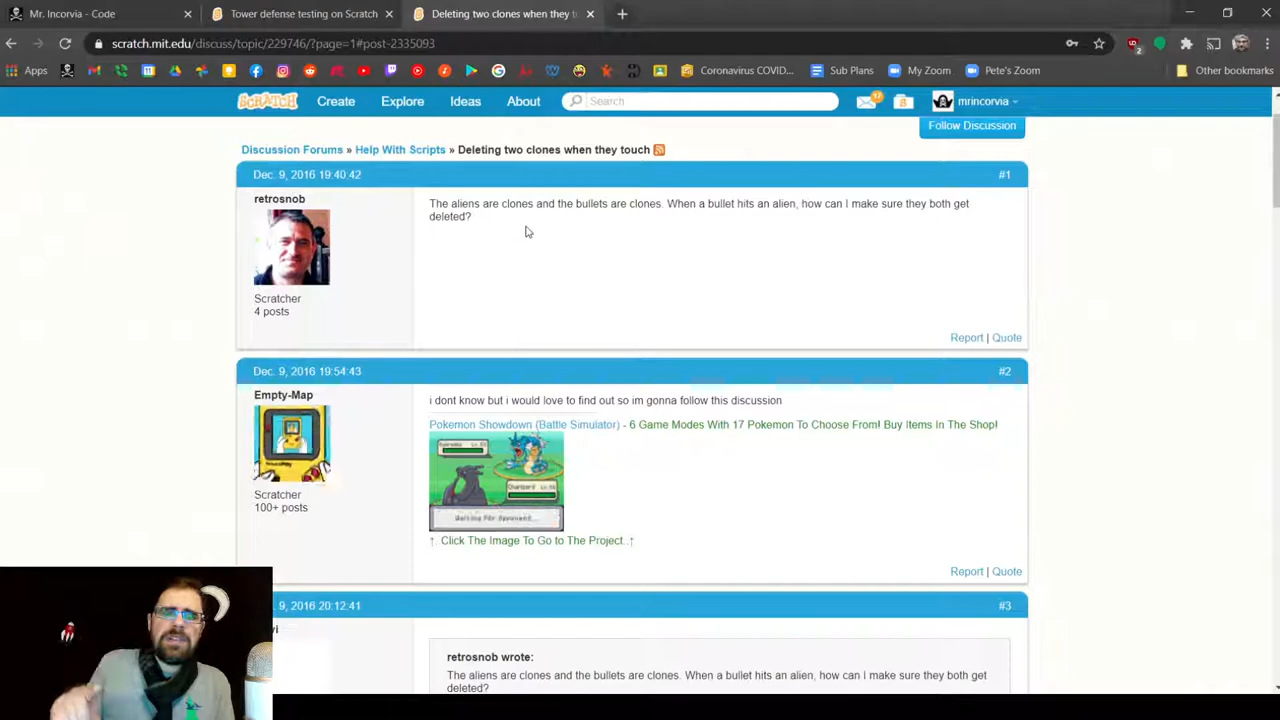 Mr. Incorvia - Code
Tower defense testing on Scratch
Deleting two clones when they t
scratch.mit.edu/discuss/topic/229746/?page=1#post-2335093
Apps
Coronavirus COVID...
Sub Plans
My Zoom
Pete's Zoom
Other bookmarks
SCRATCH
Create
Explore
Ideas
About
Search
17
mrincorvia
Follow Discussion
Discussion Forums » Help With Scripts » Deleting two clones when they touch
Dec. 9, 2016 19:40:42
#1
retrosnob
Scratcher
4 posts
The aliens are clones and the bullets are clones. When a bullet hits an alien, how can I make sure they both get
deleted?
Report | Quote
Dec. 9, 2016 19:54:43
#2
Empty-Map
Scratcher
100+ posts
i dont know but i would love to find out so im gonna follow this discussion
Pokemon Showdown (Battle Simulator) - 6 Game Modes With 17 Pokemon To Choose From! Buy Items In The Shop!
Waiting For Opponent...
↑. Click The Image To Go to The Project..↑
Report | Quote
9, 2016 20:12:41
#3
retrosnob wrote:
The aliens are clones and the bullets are clones. When a bullet hits an alien, how can I make sure they both get
deleted?